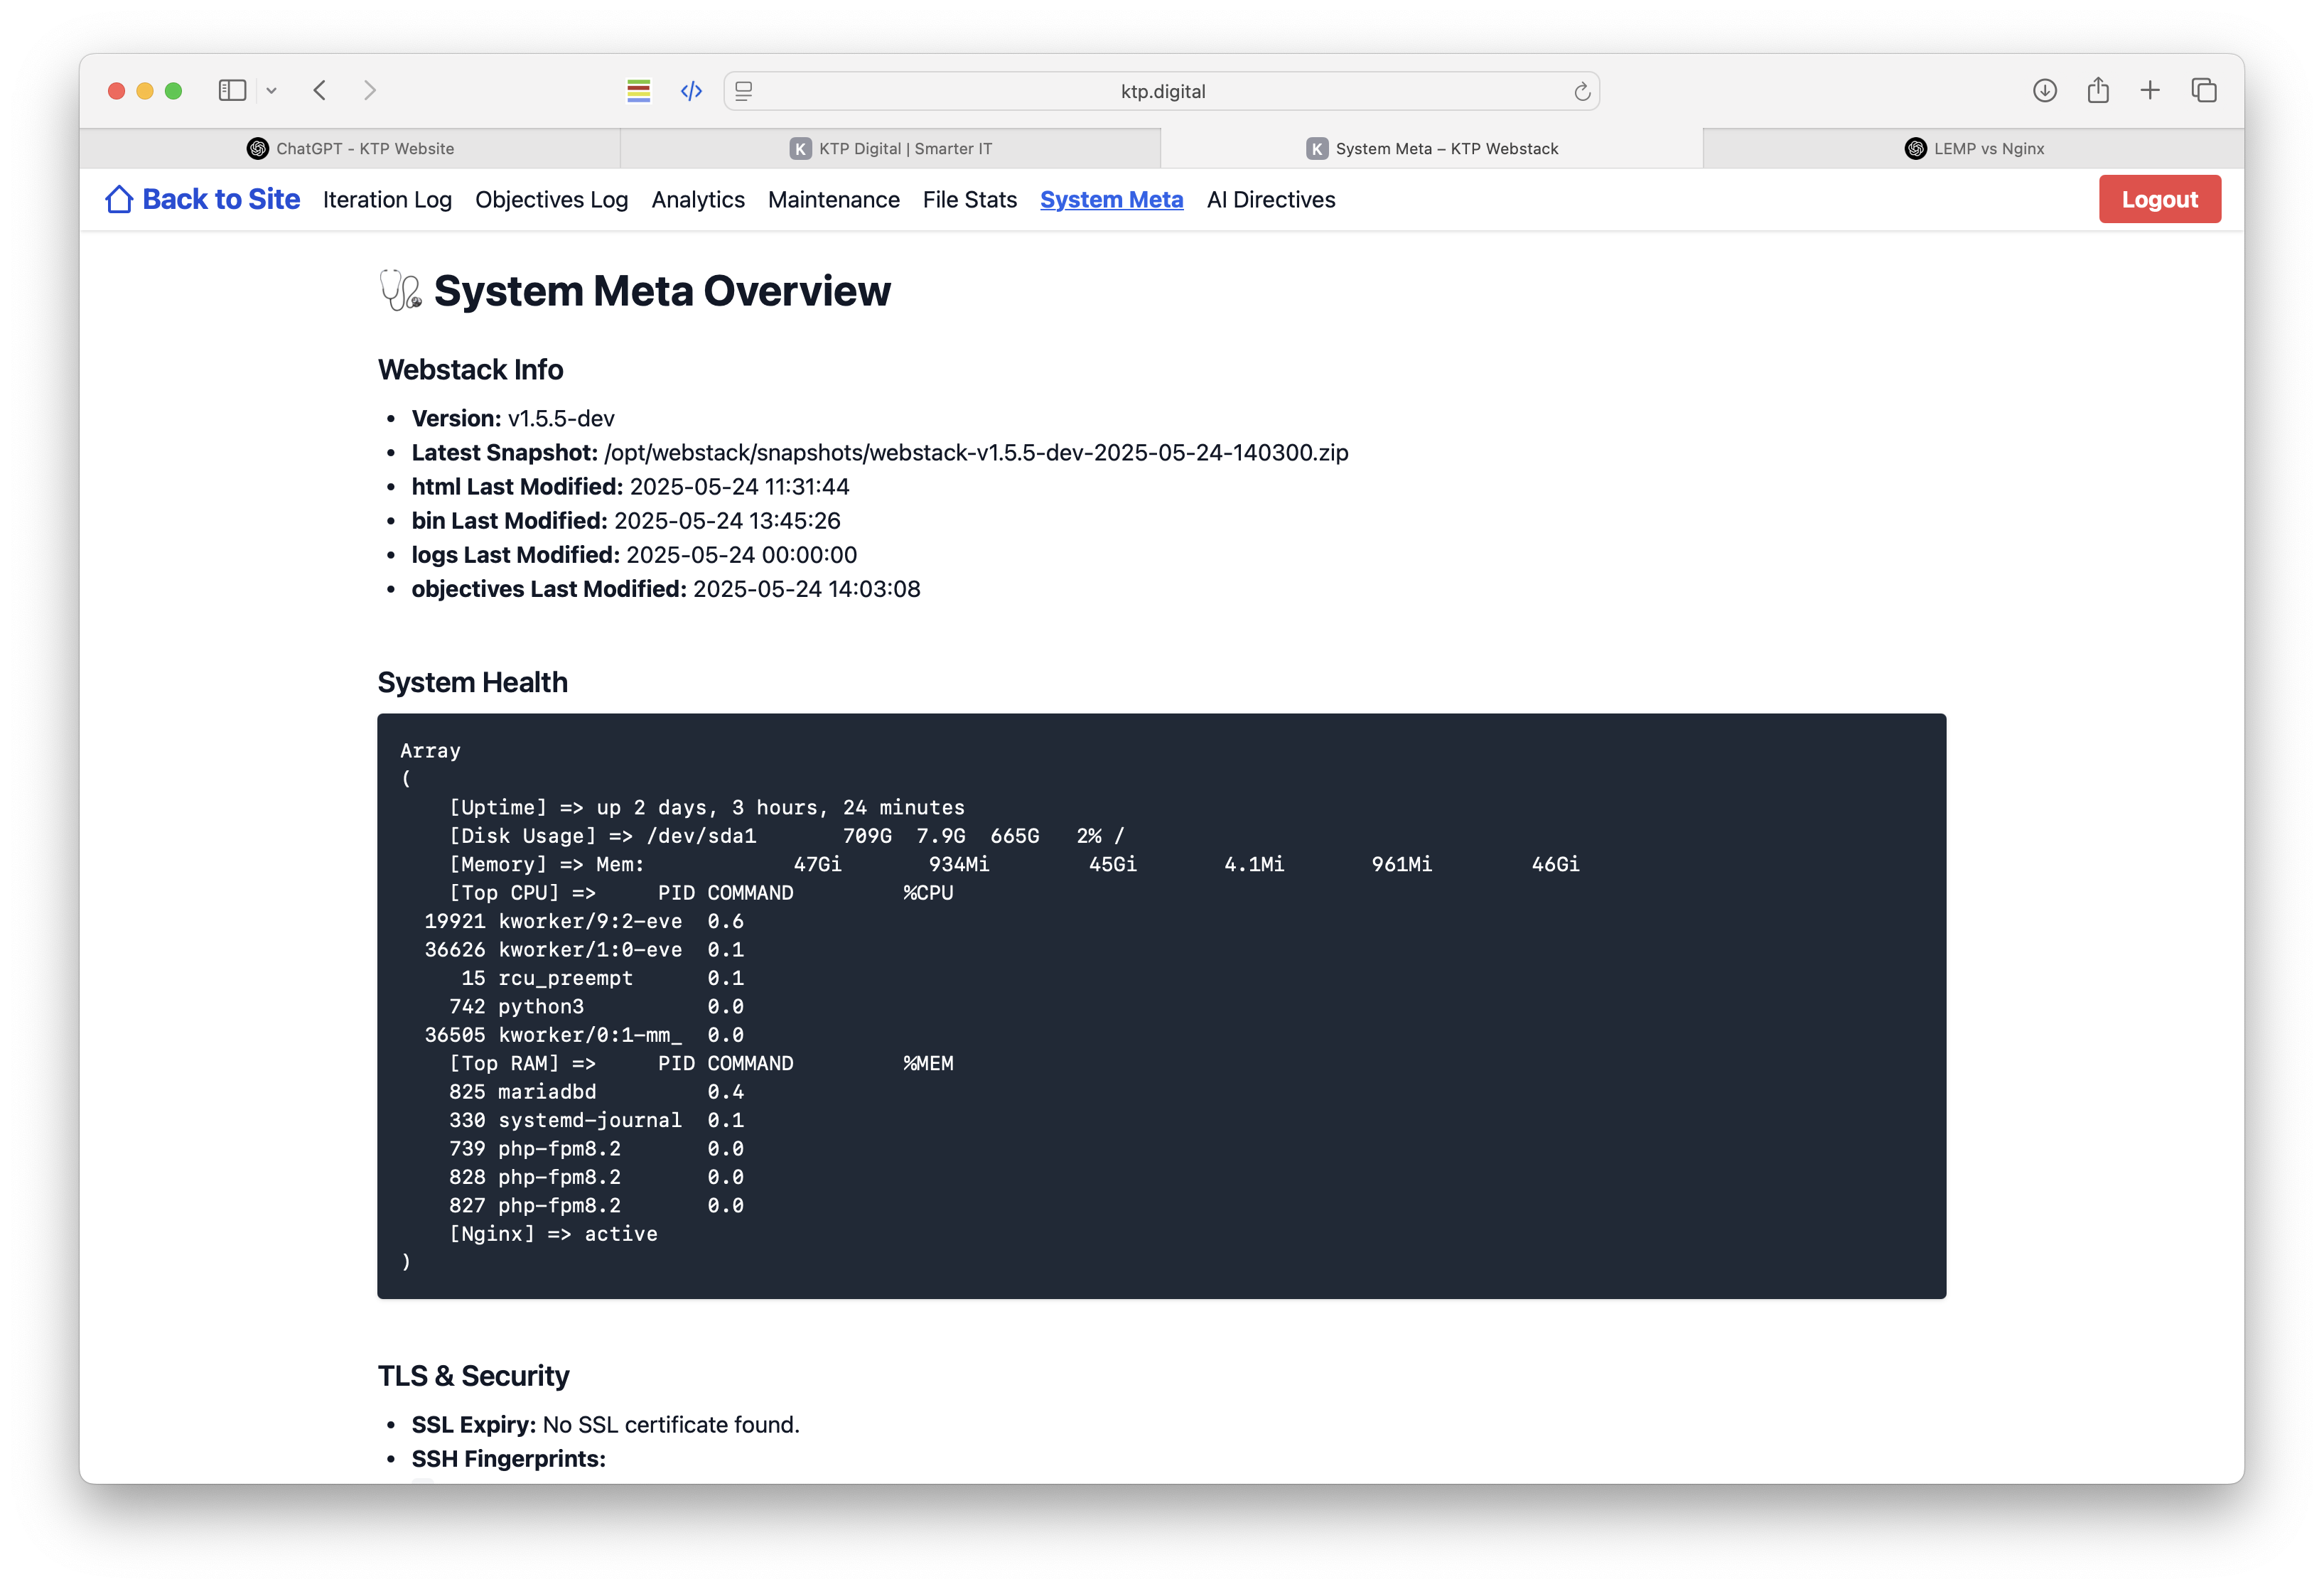 ktp.digital
ChatGPT - KTP Website
K KTP Digital | Smarter IT
K System Meta – KTP Webstack
LEMP vs Nginx
Back to Site Iteration Log Objectives Log Analytics Maintenance File Stats System Meta AI Directives Logout
System Meta Overview
Webstack Info
• Version: v1.5.5-dev
• Latest Snapshot: /opt/webstack/snapshots/webstack-v1.5.5-dev-2025-05-24-140300.zip
• html Last Modified: 2025-05-24 11:31:44
• bin Last Modified: 2025-05-24 13:45:26
• logs Last Modified: 2025-05-24 00:00:00
• objectives Last Modified: 2025-05-24 14:03:08
System Health
Array
(
    [Uptime] => up 2 days, 3 hours, 24 minutes
    [Disk Usage] => /dev/sda1       709G  7.9G  665G   2% /
    [Memory] => Mem:            47Gi       934Mi        45Gi       4.1Mi       961Mi        46Gi
    [Top CPU] =>     PID COMMAND         %CPU
  19921 kworker/9:2-eve  0.6
  36626 kworker/1:0-eve  0.1
     15 rcu_preempt      0.1
    742 python3          0.0
  36505 kworker/0:1-mm_  0.0
    [Top RAM] =>     PID COMMAND         %MEM
    825 mariadbd         0.4
    330 systemd-journal  0.1
    739 php-fpm8.2       0.0
    828 php-fpm8.2       0.0
    827 php-fpm8.2       0.0
    [Nginx] => active
)
TLS & Security
• SSL Expiry: No SSL certificate found.
• SSH Fingerprints: